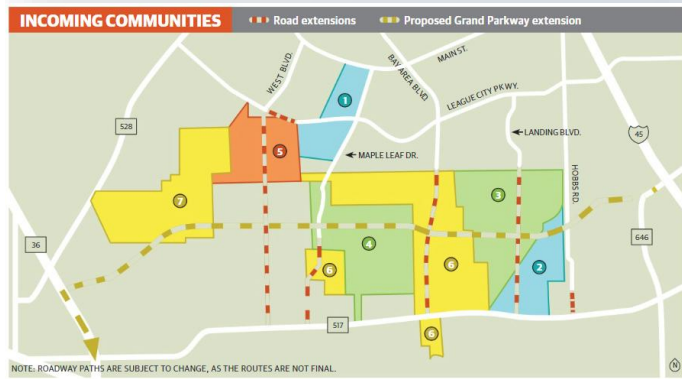 INCOMING COMMUNITIES
Road extensions
Proposed Grand Parkway extension
MAIN ST.
WEST BLVD.
BAY AREA BLVD
1
LEAGUE CITY PKWY.
528
LANDING BLVD.
45
5
MAPLE LEAF DR.
HOBBS RD.
7
3
36
4
646
6
6
2
517
6
NOTE: ROADWAY PATHS ARE SUBJECT TO CHANGE, AS THE ROUTES ARE NOT FINAL.
N